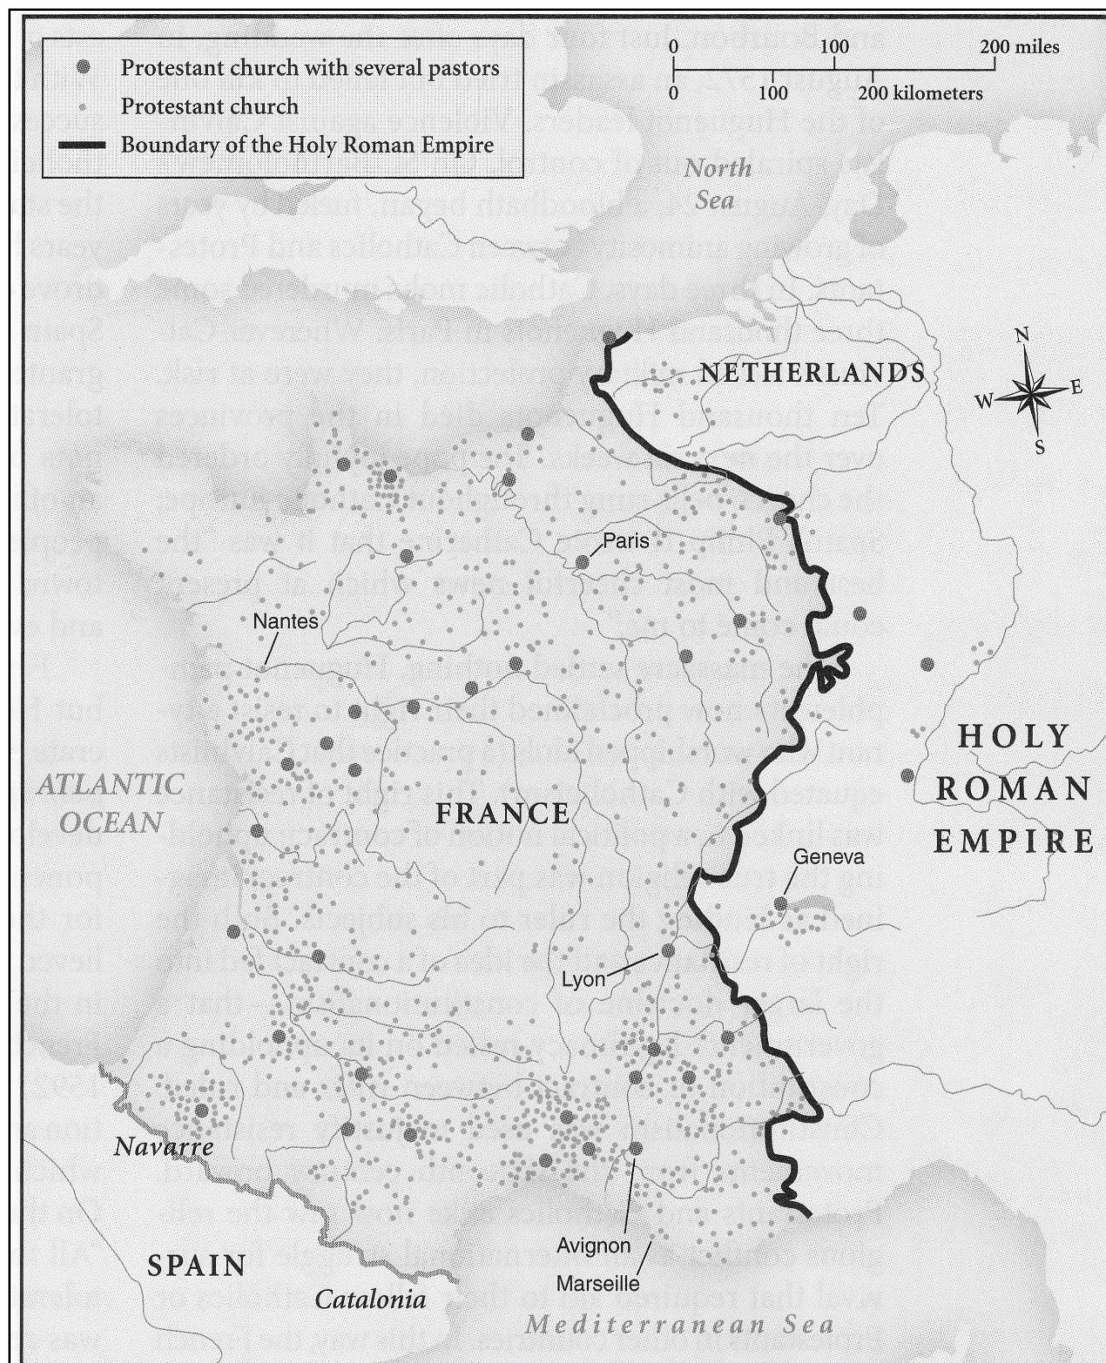 Protestant church with several pastors
Protestant church
Boundary of the Holy Roman Empire
0 100 200 miles
0 100 200 kilometers
North
Sea
N
W E
S
NETHERLANDS
Paris
Nantes
ATLANTIC
OCEAN
FRANCE
HOLY
ROMAN
EMPIRE
Geneva
Lyon
Navarre
Avignon
Marseille
SPAIN
Catalonia
Mediterranean Sea